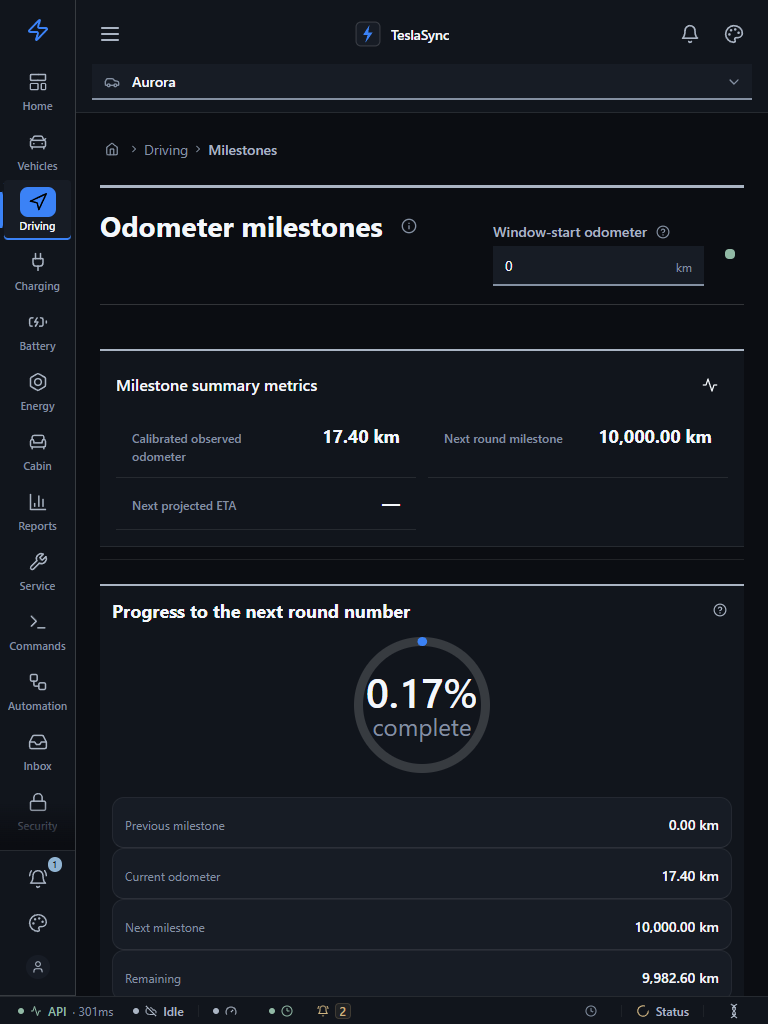 TeslaSync
Aurora
Home
Vehicles
Driving
Charging
Battery
Energy
Cabin
Reports
Service
Commands
Automation
Inbox
Security
1
Driving
Milestones
Odometer milestones
Window-start odometer
0 km
Milestone summary metrics
Calibrated observed
odometer
17.40 km
Next round milestone
10,000.00 km
Next projected ETA
—
Progress to the next round number
0.17%
complete
Previous milestone
0.00 km
Current odometer
17.40 km
Next milestone
10,000.00 km
Remaining
9,982.60 km
API · 301ms
Idle
2
Status